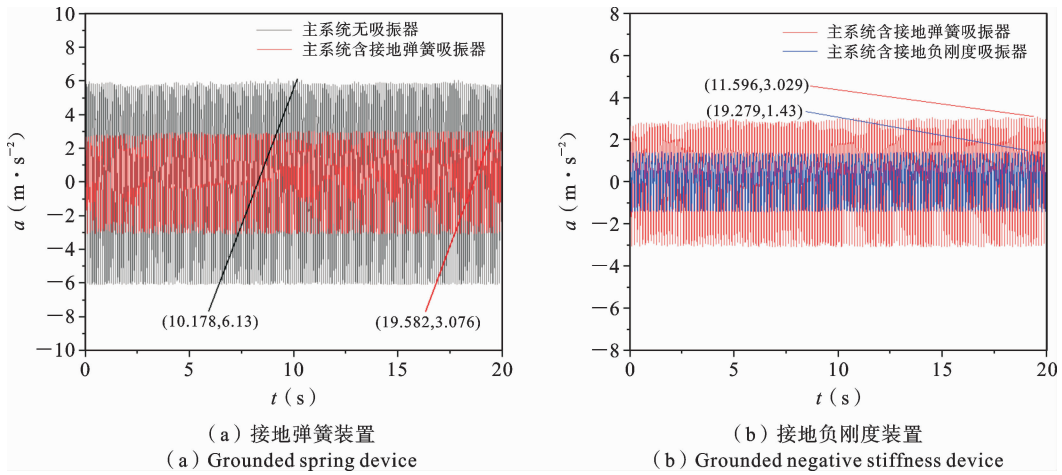 主系统无吸振器
主系统含接地弹簧吸振器
10
8
6
4
2
0
−2
−4
−6
−8
−10
a（m·s⁻²）
(10.178,6.13)
(19.582,3.076)
0
5
10
15
20
t（s）
（a）接地弹簧装置
（a）Grounded spring device
主系统含接地弹簧吸振器
主系统含接地负刚度吸振器
8
6
4
2
0
−2
−4
−6
−8
a（m·s⁻²）
(11.596,3.029)
(19.279,1.43)
0
5
10
15
20
t（s）
（b）接地负刚度装置
（b）Grounded negative stiffness device